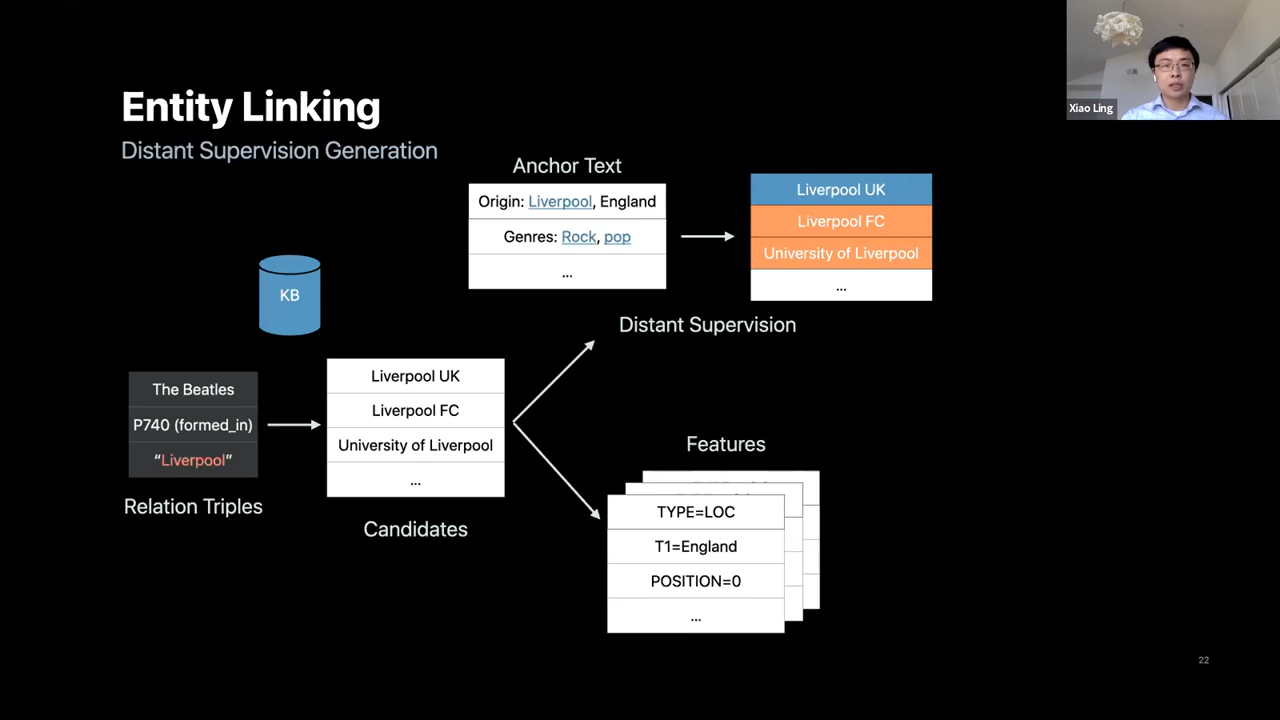 Xiao Ling
Entity Linking
Distant Supervision Generation
Anchor Text
Origin: Liverpool, England
Genres: Rock, pop
...
Liverpool UK
Liverpool FC
University of Liverpool
...
Distant Supervision
KB
The Beatles
P740 (formed_in)
“Liverpool”
Relation Triples
Liverpool UK
Liverpool FC
University of Liverpool
...
Candidates
Features
TYPE=LOC
T1=England
POSITION=0
...
22